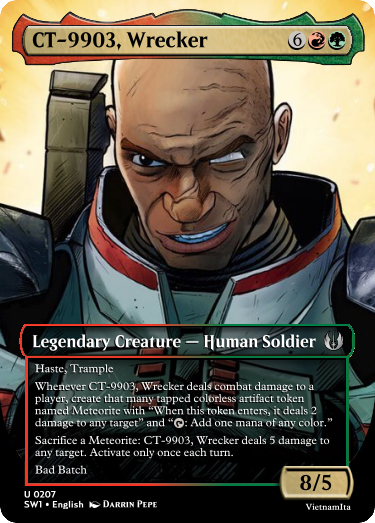 CT-9903, Wrecker 6
Legendary Creature — Human Soldier
Haste, Trample
Whenever CT-9903, Wrecker deals combat damage to a
player, create that many tapped colorless artifact token
named Meteorite with “When this token enters, it deals 2
damage to any target” and “: Add one mana of any color.”
Sacrifice a Meteorite: CT-9903, Wrecker deals 5 damage to
any target. Activate only once each turn.
Bad Batch
8/5
U 0207
SW1 • English Darrin Pepe
VietnamIta